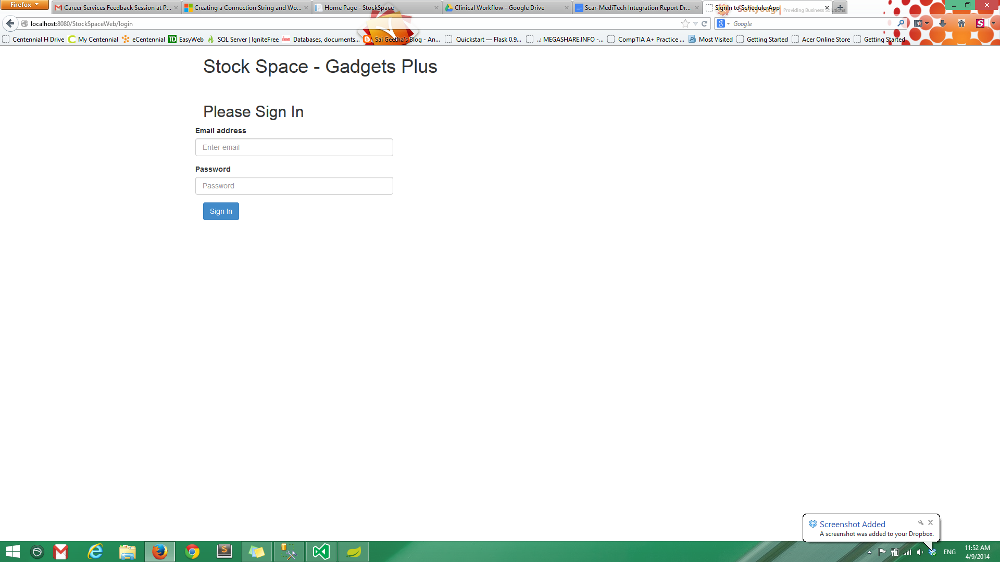 Firefox
Career Services Feedback Session at P...
Creating a Connection String and Wo...
Home Page - StockSpace
Clinical Workflow - Google Drive
Scar-MediTech Integration Report Dr...
Signin to SchedulerApp
Providing Business Solutions
localhost:8080/StockSpaceWeb/login
Google
Centennial H Drive
My Centennial
eCentennial
EasyWeb
SQL Server | IgniteFree
Databases, documents...
Sai Geetha's Blog - An...
Quickstart — Flask 0.9...
..: MEGASHARE.INFO -...
CompTIA A+ Practice ...
Most Visited
Getting Started
Acer Online Store
Getting Started
Stock Space - Gadgets Plus
Please Sign In
Email address
Enter email
Password
Password
Sign In
Screenshot Added
A screenshot was added to your Dropbox.
ENG
11:52 AM
4/9/2014